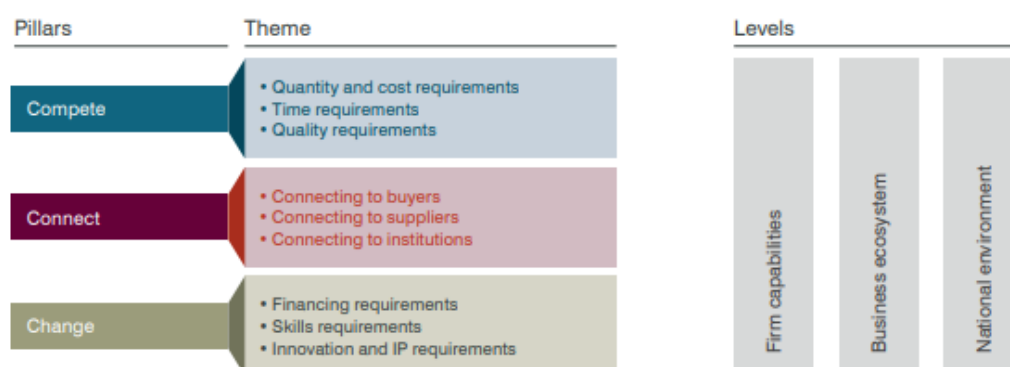 Pillars
Theme
Levels
Compete
• Quantity and cost requirements
• Time requirements
• Quality requirements
Connect
• Connecting to buyers
• Connecting to suppliers
• Connecting to institutions
Change
• Financing requirements
• Skills requirements
• Innovation and IP requirements
Firm capabilities
Business ecosystem
National environment